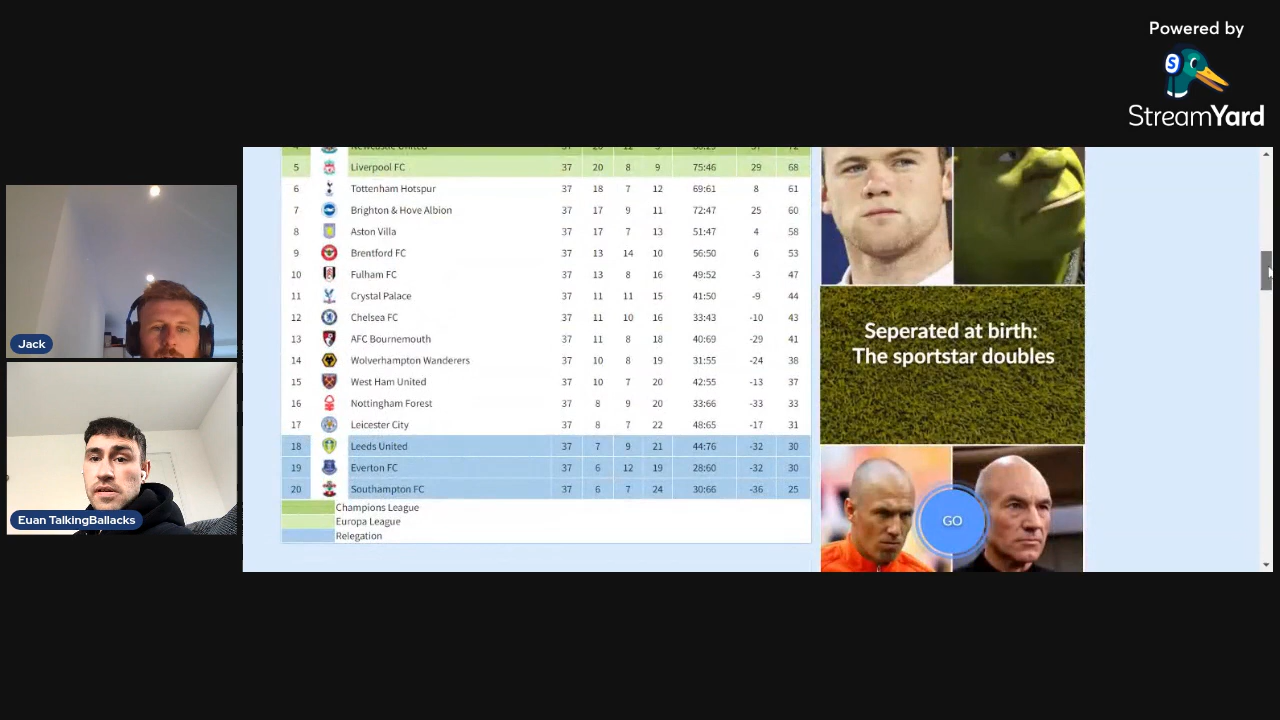 Powered by
StreamYard
5 Liverpool FC 37 20 8 9 75:46 29 68
6 Tottenham Hotspur 37 18 7 12 69:61 8 61
7 Brighton & Hove Albion 37 17 9 11 72:47 25 60
8 Aston Villa 37 17 7 13 51:47 4 58
9 Brentford FC 37 13 14 10 56:50 6 53
10 Fulham FC 37 13 8 16 49:52 -3 47
11 Crystal Palace 37 11 11 15 41:50 -9 44
12 Chelsea FC 37 11 10 16 33:43 -10 43
13 AFC Bournemouth 37 11 8 18 40:69 -29 41
14 Wolverhampton Wanderers 37 10 8 19 31:55 -24 38
15 West Ham United 37 10 7 20 42:55 -13 37
16 Nottingham Forest 37 8 9 20 33:66 -33 33
17 Leicester City 37 8 7 22 48:65 -17 31
18 Leeds United 37 7 9 21 44:76 -32 30
19 Everton FC 37 6 12 19 28:60 -32 30
20 Southampton FC 37 6 7 24 30:66 -36 25
Champions League
Europa League
Relegation
Seperated at birth:
The sportstar doubles
GO
Jack
Euan TalkingBallacks